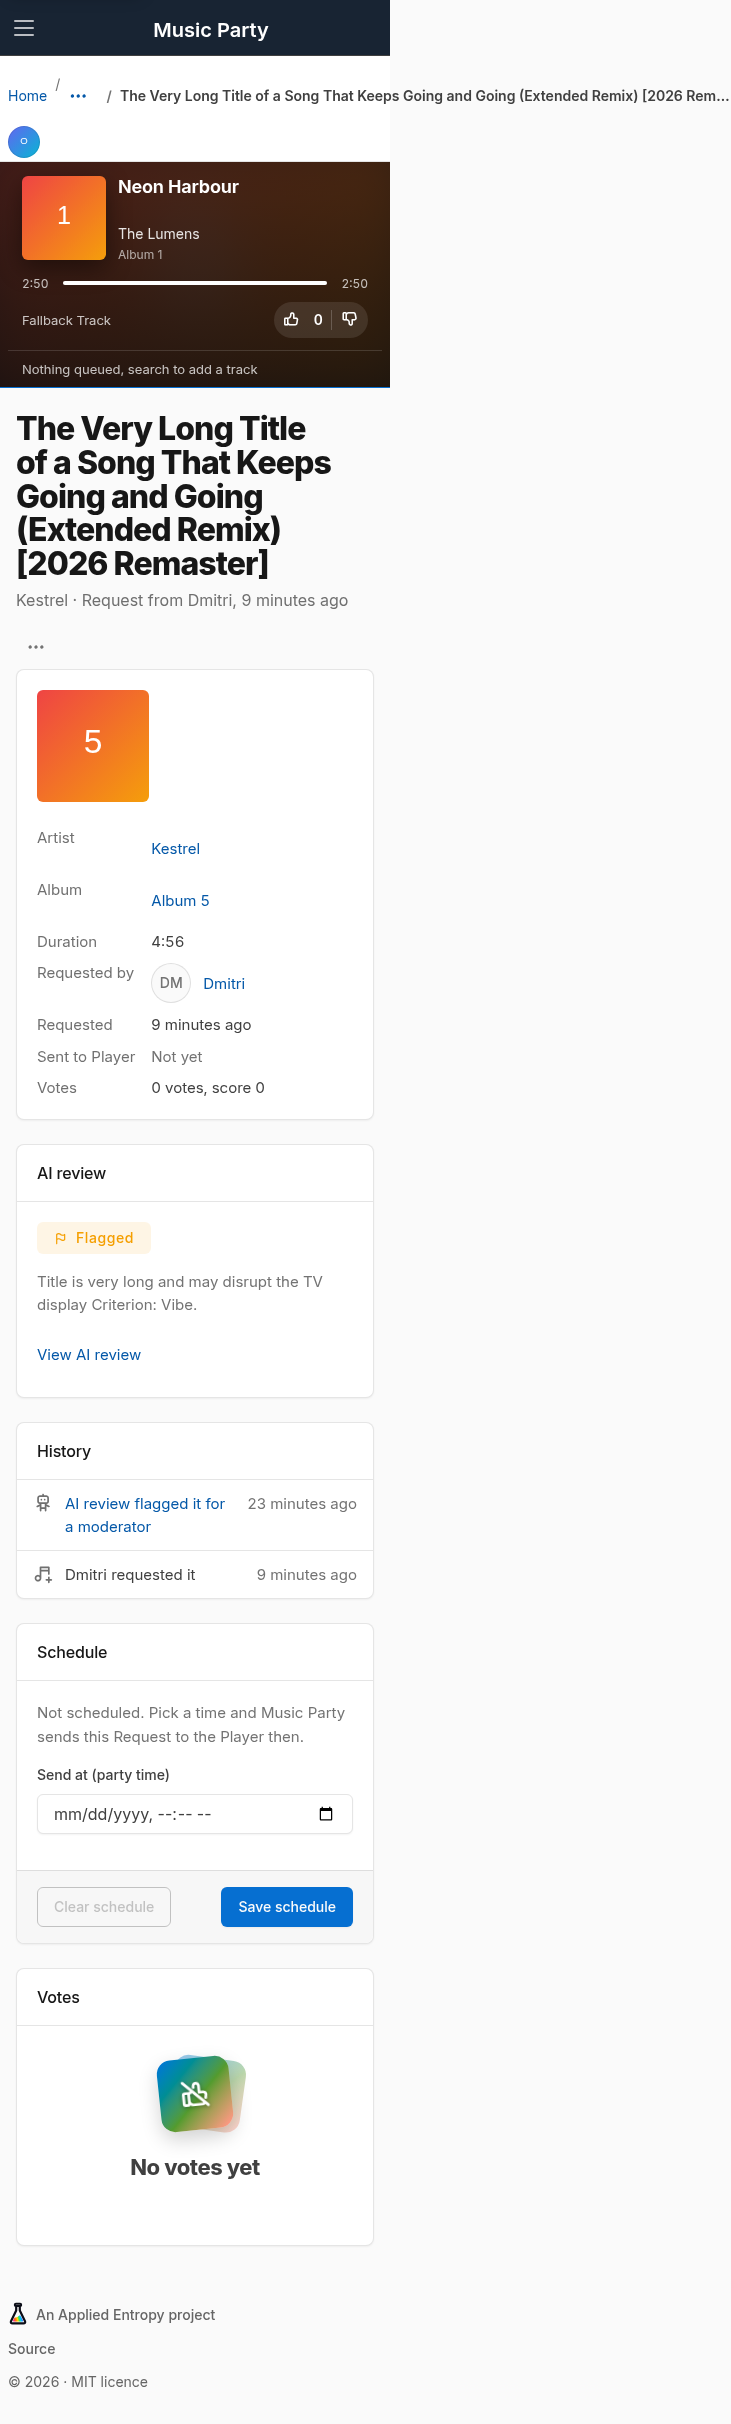 Music Party
Home / ··· / The Very Long Title of a Song That Keeps Going and Going (Extended Remix) [2026 Rem...
1
Neon Harbour
The Lumens
Album 1
2:50 2:50
Fallback Track 0
Nothing queued, search to add a track
The Very Long Title
of a Song That Keeps
Going and Going
(Extended Remix)
[2026 Remaster]
Kestrel · Request from Dmitri, 9 minutes ago
5
Artist Kestrel
Album Album 5
Duration 4:56
Requested by DM Dmitri
Requested 9 minutes ago
Sent to Player Not yet
Votes 0 votes, score 0
AI review
Flagged
Title is very long and may disrupt the TV
display Criterion: Vibe.
View AI review
History
AI review flagged it for 23 minutes ago
a moderator
Dmitri requested it 9 minutes ago
Schedule
Not scheduled. Pick a time and Music Party
sends this Request to the Player then.
Send at (party time)
mm/dd/yyyy, --:-- --
Clear schedule Save schedule
Votes
No votes yet
An Applied Entropy project
Source
© 2026 · MIT licence